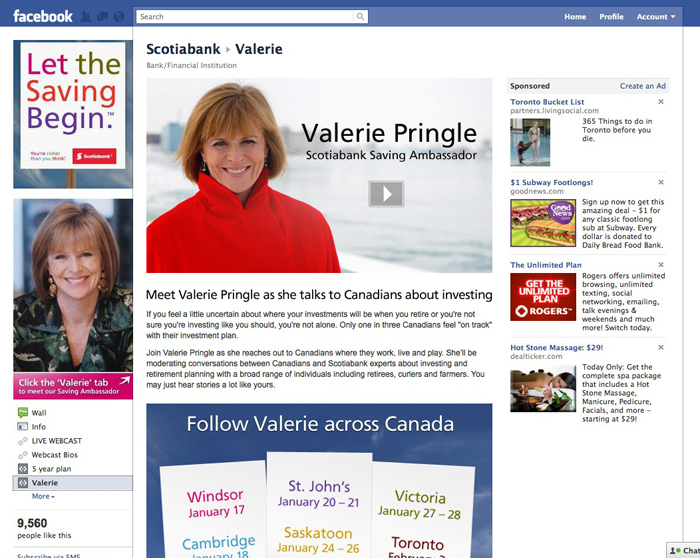 facebook
Search
Home Profile Account
Let the
Saving
Begin.™
You're richer
than you think!
Scotiabank
Click the 'Valerie' tab
to meet our Saving Ambassador
Wall
Info
LIVE WEBCAST
Webcast Bios
5 year plan
Valerie
More
9,560
people like this
Subscribe via SMS
Scotiabank ▸ Valerie
Bank/Financial Institution
Valerie Pringle
Scotiabank Saving Ambassador
Meet Valerie Pringle as she talks to Canadians about investing
If you feel a little uncertain about where your investments will be when you retire or you're not
sure you're investing like you should, you're not alone. Only one in three Canadians feel "on track"
with their investment plan.
Join Valerie Pringle as she reaches out to Canadians where they work, live and play. She'll be
moderating conversations between Canadians and Scotiabank experts about investing and
retirement planning with a broad range of individuals including retirees, curlers and farmers. You
may just hear stories a lot like yours.
Follow Valerie across Canada
Windsor
January 17
Cambridge
January 18
St. John's
January 20 – 21
Saskatoon
January 24 – 26
Victoria
January 27 – 28
Toronto
Sponsored
Create an Ad
Toronto Bucket List
partners.livingsocial.com
365 Things to do in
Toronto before you
die.
$1 Subway Footlongs!
goodnews.com
Good
News
Sign up now to get this
amazing deal – $1 for
any classic footlong
sub at Subway. Every
dollar is donated to
Daily Bread Food Bank.
The Unlimited Plan
GET THE
UNLIMITED
PLAN
ROGERS™
Rogers offers unlimited
browsing, unlimited
texting, social
networking, emailing,
talk evenings &
weekends and much
more! Switch today.
Hot Stone Massage: $29!
dealticker.com
Today Only: Get the
complete spa package
that includes a Hot
Stone Massage,
Manicure, Pedicure,
Facials, and more –
starting at $29!